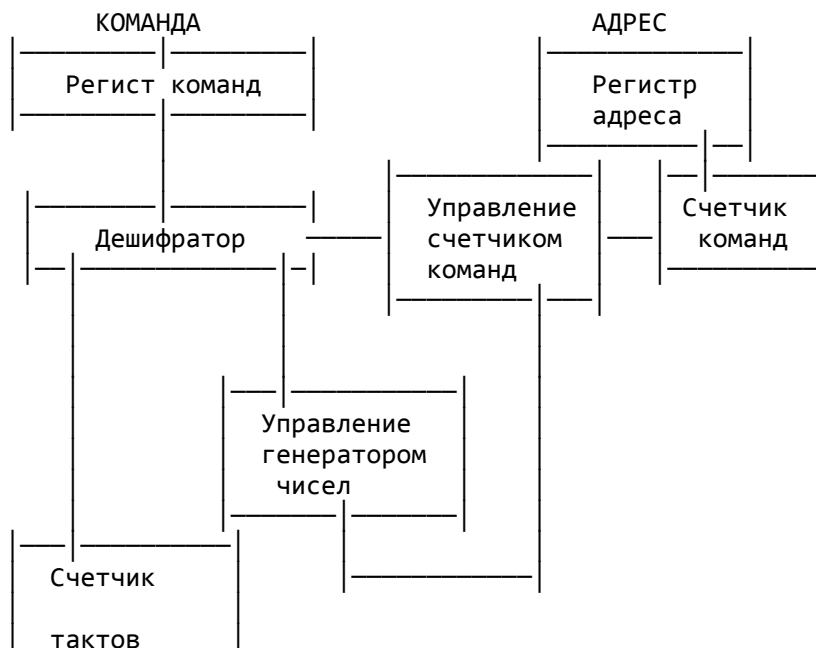 КОМАНДА АДРЕС
Регист команд
Регистр
адреса
Дешифратор
Управление
счетчиком
команд
Счетчик
команд
Управление
генератором
чисел
Счетчик
тактов